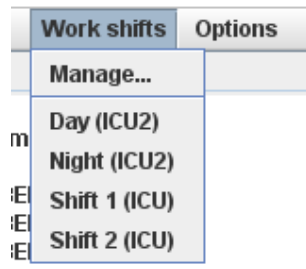 Work shifts Options
Manage...
Day (ICU2)
Night (ICU2)
Shift 1 (ICU)
Shift 2 (ICU)